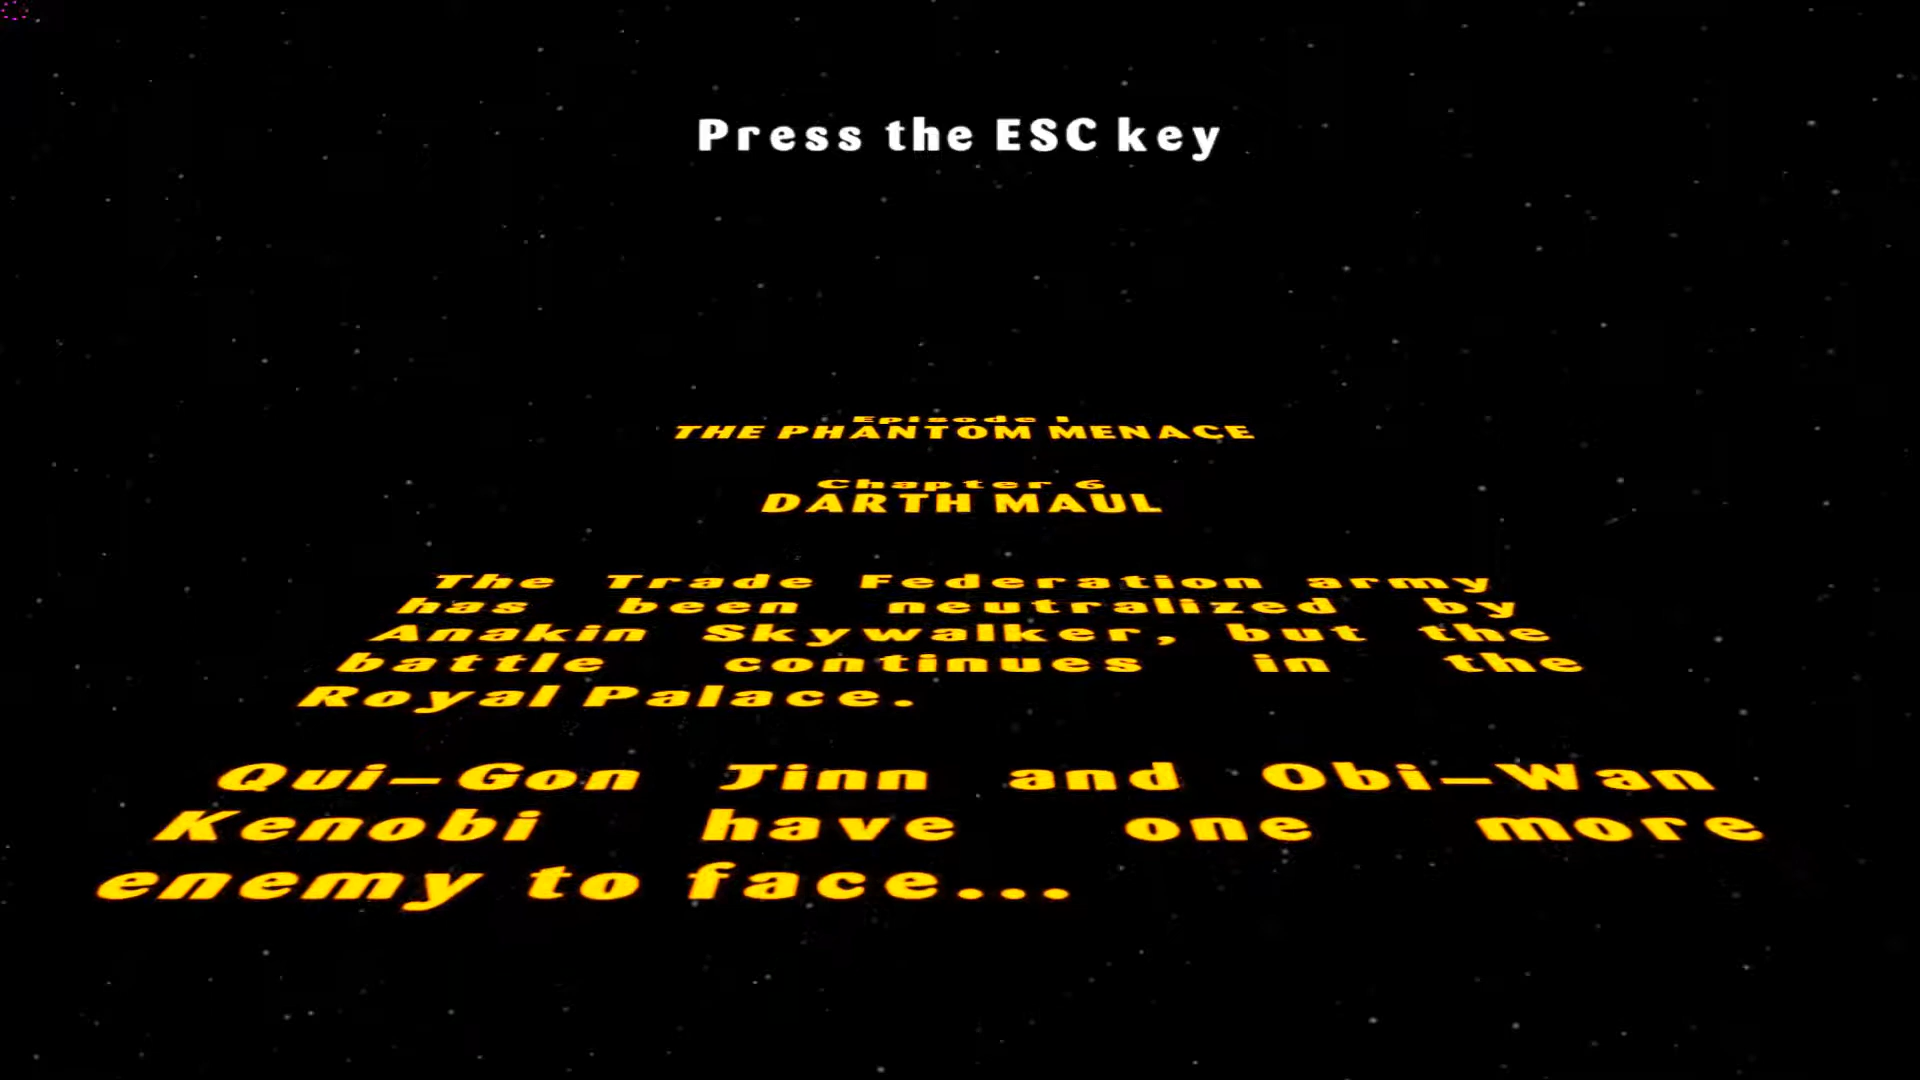 Press the ESC key
Episode I
THE PHANTOM MENACE
Chapter 6
DARTH MAUL
The Trade Federation army
has been neutralized by
Anakin Skywalker, but the
battle continues in the
Royal Palace.
Qui-Gon Jinn and Obi-Wan
Kenobi have one more
enemy to face...